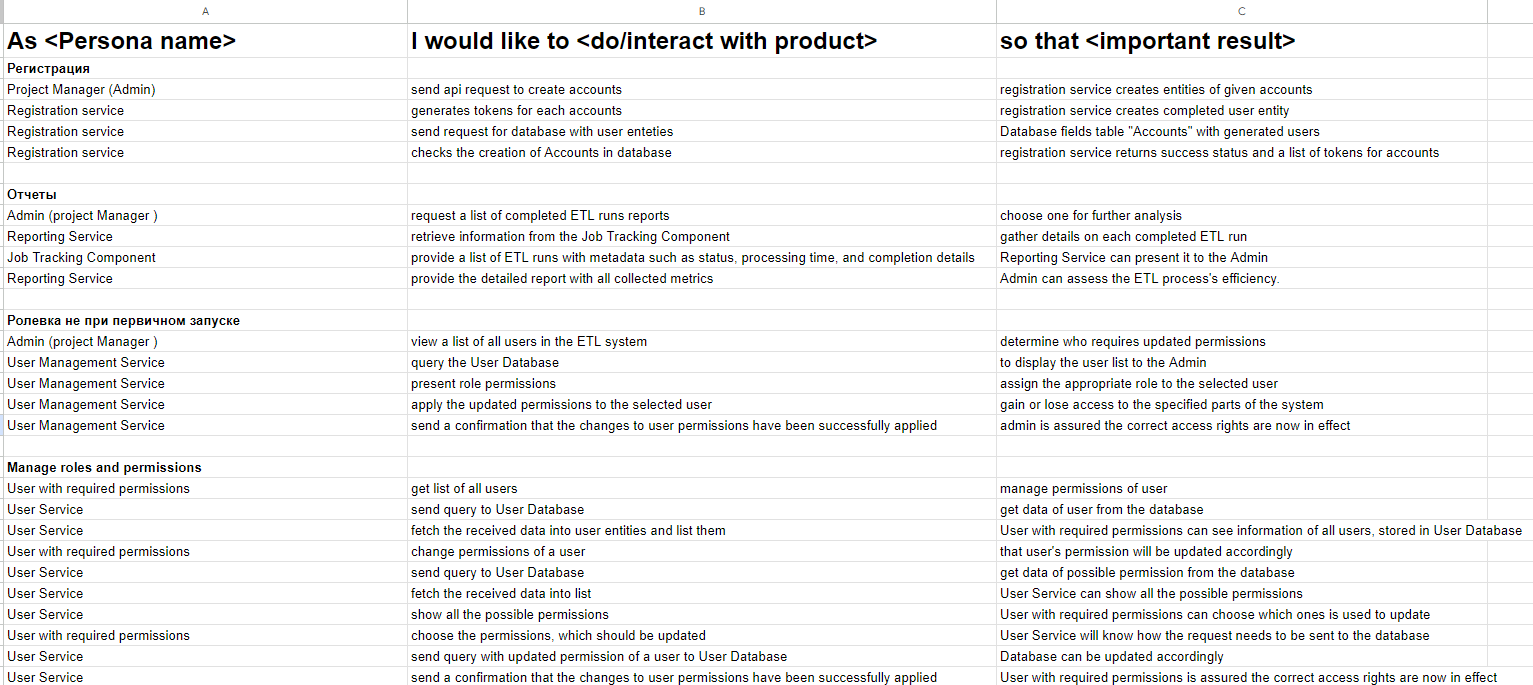 A B C
As <Persona name> I would like to <do/interact with product> so that <important result>
Регистрация
Project Manager (Admin) send api request to create accounts registration service creates entities of given accounts
Registration service generates tokens for each accounts registration service creates completed user entity
Registration service send request for database with user enteties Database fields table "Accounts" with generated users
Registration service checks the creation of Accounts in database registration service returns success status and a list of tokens for accounts
Отчеты
Admin (project Manager ) request a list of completed ETL runs reports choose one for further analysis
Reporting Service retrieve information from the Job Tracking Component gather details on each completed ETL run
Job Tracking Component provide a list of ETL runs with metadata such as status, processing time, and completion details Reporting Service can present it to the Admin
Reporting Service provide the detailed report with all collected metrics Admin can assess the ETL process's efficiency.
Ролевка не при первичном запуске
Admin (project Manager ) view a list of all users in the ETL system determine who requires updated permissions
User Management Service query the User Database to display the user list to the Admin
User Management Service present role permissions assign the appropriate role to the selected user
User Management Service apply the updated permissions to the selected user gain or lose access to the specified parts of the system
User Management Service send a confirmation that the changes to user permissions have been successfully applied admin is assured the correct access rights are now in effect
Manage roles and permissions
User with required permissions get list of all users manage permissions of user
User Service send query to User Database get data of user from the database
User Service fetch the received data into user entities and list them User with required permissions can see information of all users, stored in User Database
User with required permissions change permissions of a user that user's permission will be updated accordingly
User Service send query to User Database get data of possible permission from the database
User Service fetch the received data into list User Service can show all the possible permissions
User Service show all the possible permissions User with required permissions can choose which ones is used to update
User with required permissions choose the permissions, which should be updated User Service will know how the request needs to be sent to the database
User Service send query with updated permission of a user to User Database Database can be updated accordingly
User Service send a confirmation that the changes to user permissions have been successfully applied User with required permissions is assured the correct access rights are now in effect